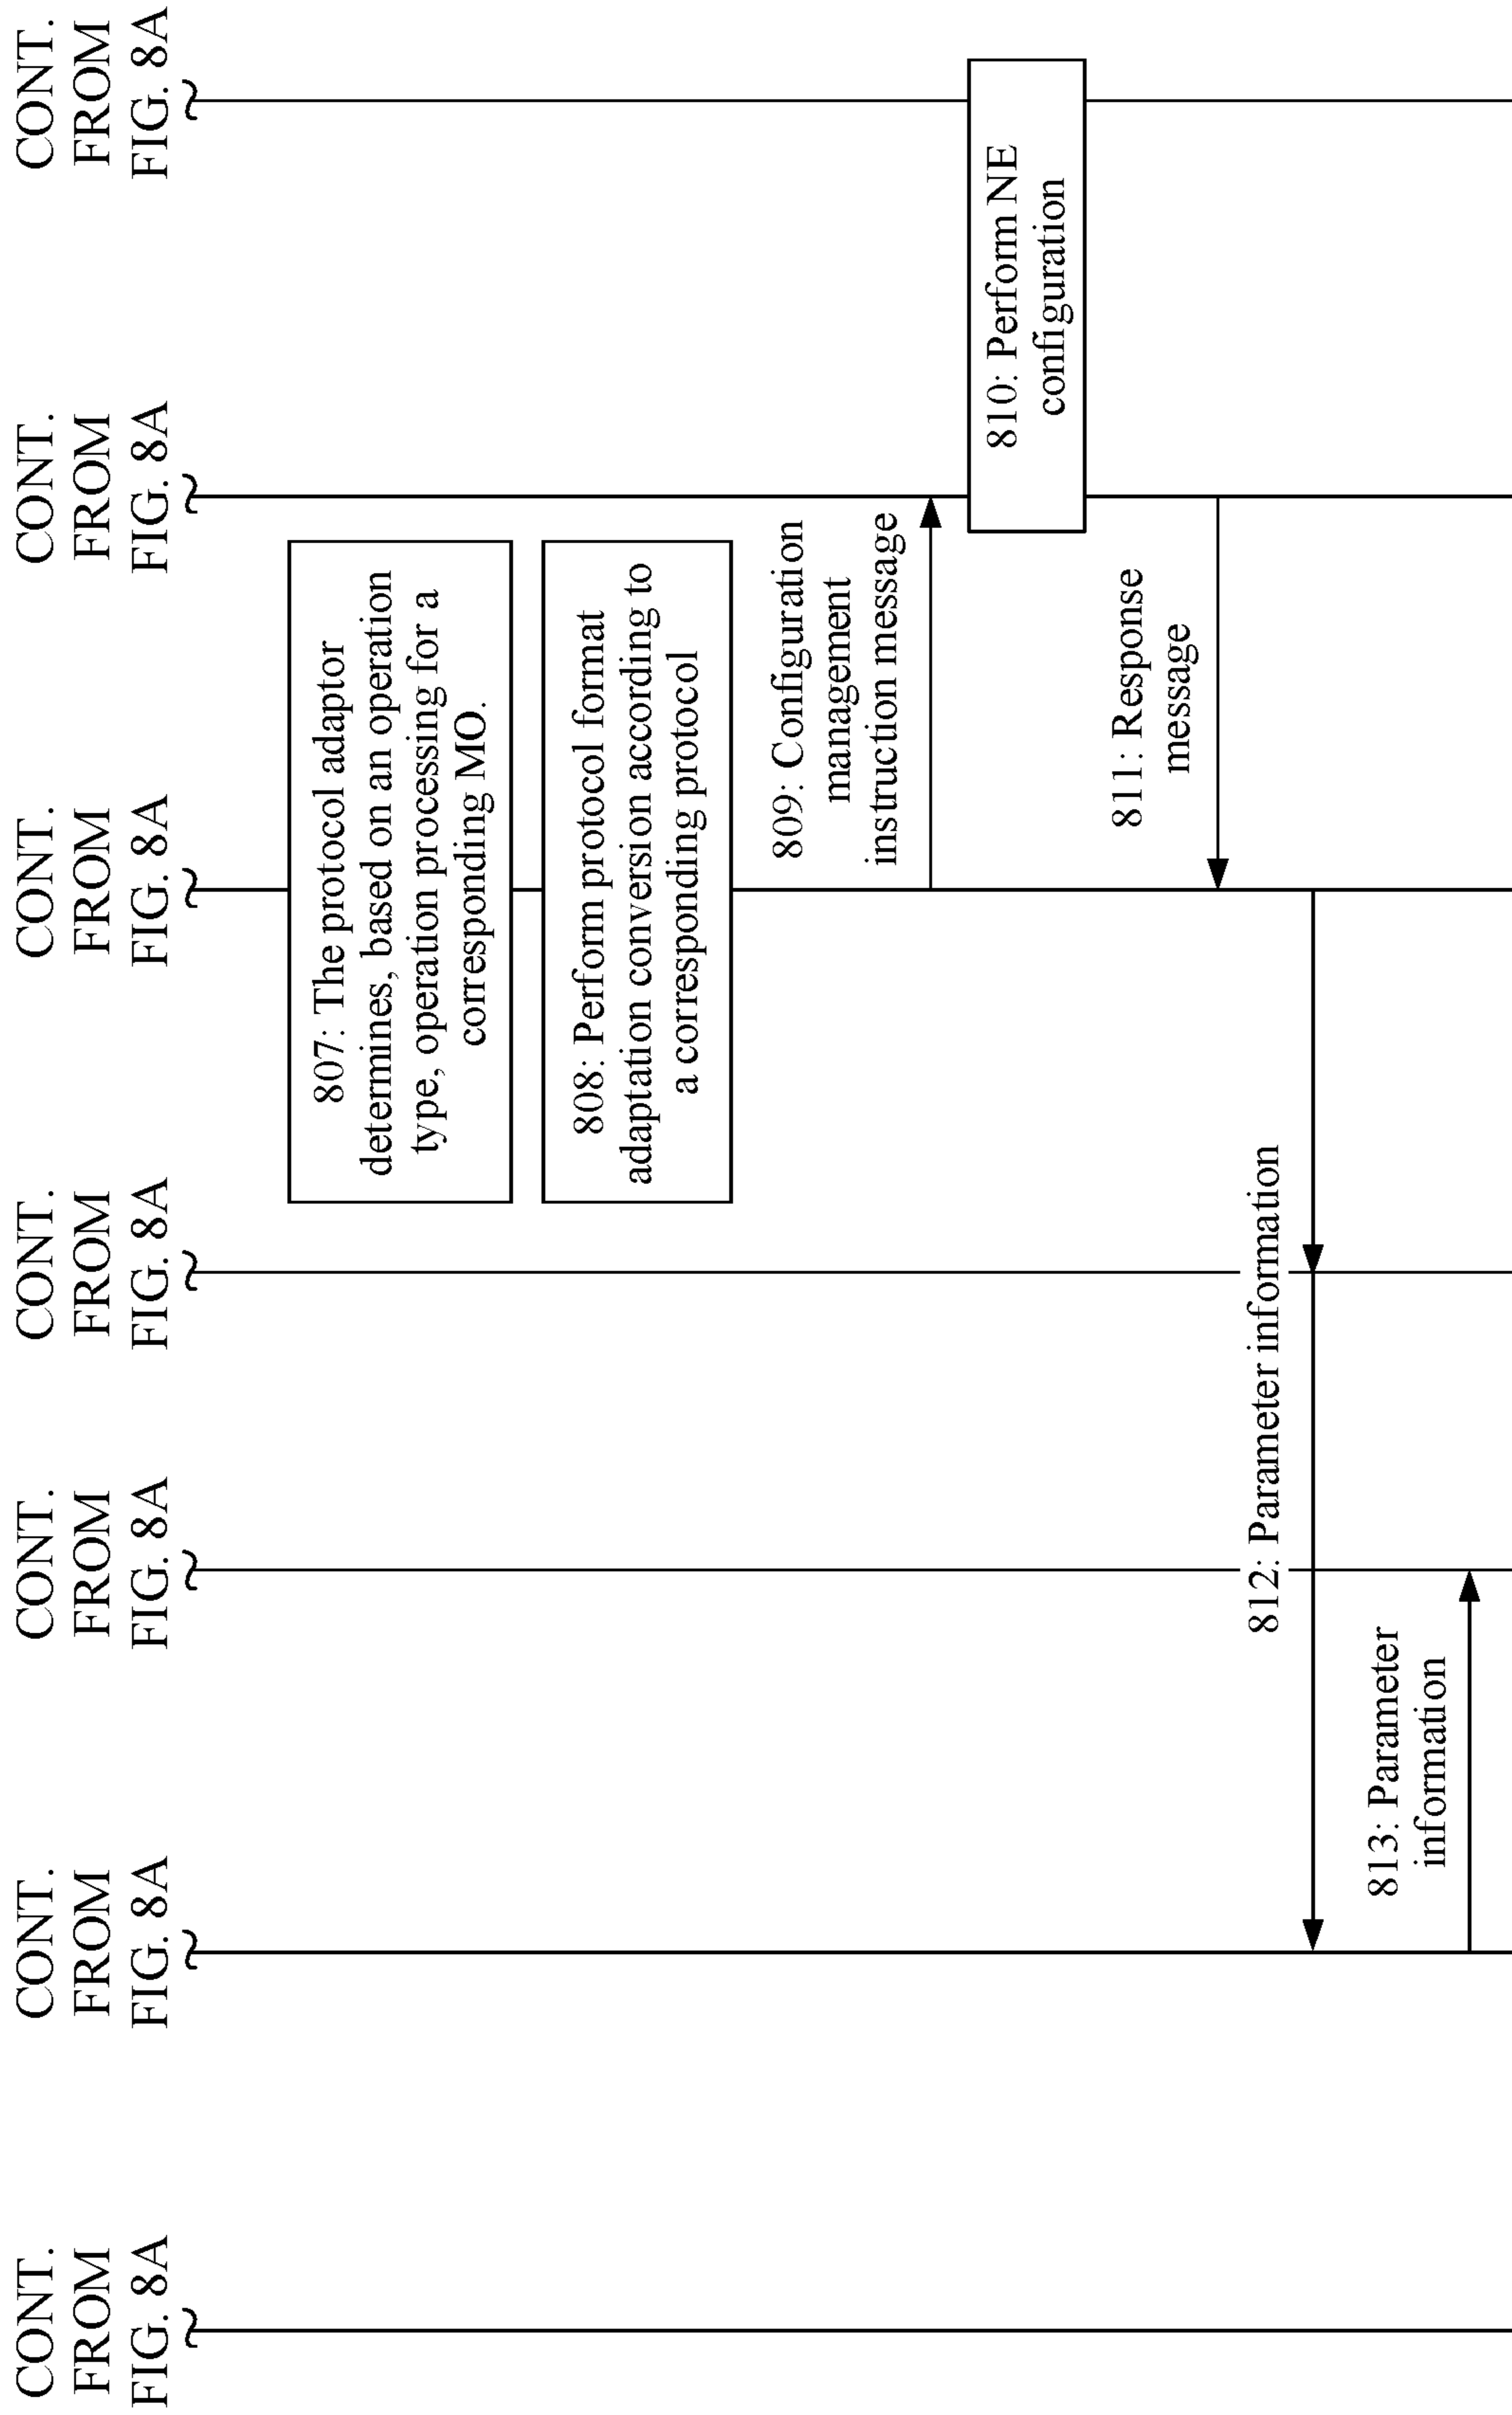 CONT.
FROM
FIG. 8A
CONT.
FROM
FIG. 8A
CONT.
FROM
FIG. 8A
CONT.
FROM
FIG. 8A
CONT.
FROM
FIG. 8A
CONT.
FROM
FIG. 8A
CONT.
FROM
FIG. 8A
807: The protocol adaptor
determines, based on an operation
type, operation processing for a
corresponding MO.
808: Perform protocol format
adaptation conversion according to
a corresponding protocol
809: Configuration
management
instruction message
810: Perform NE
configuration
811: Response
message
812: Parameter information
813: Parameter
information